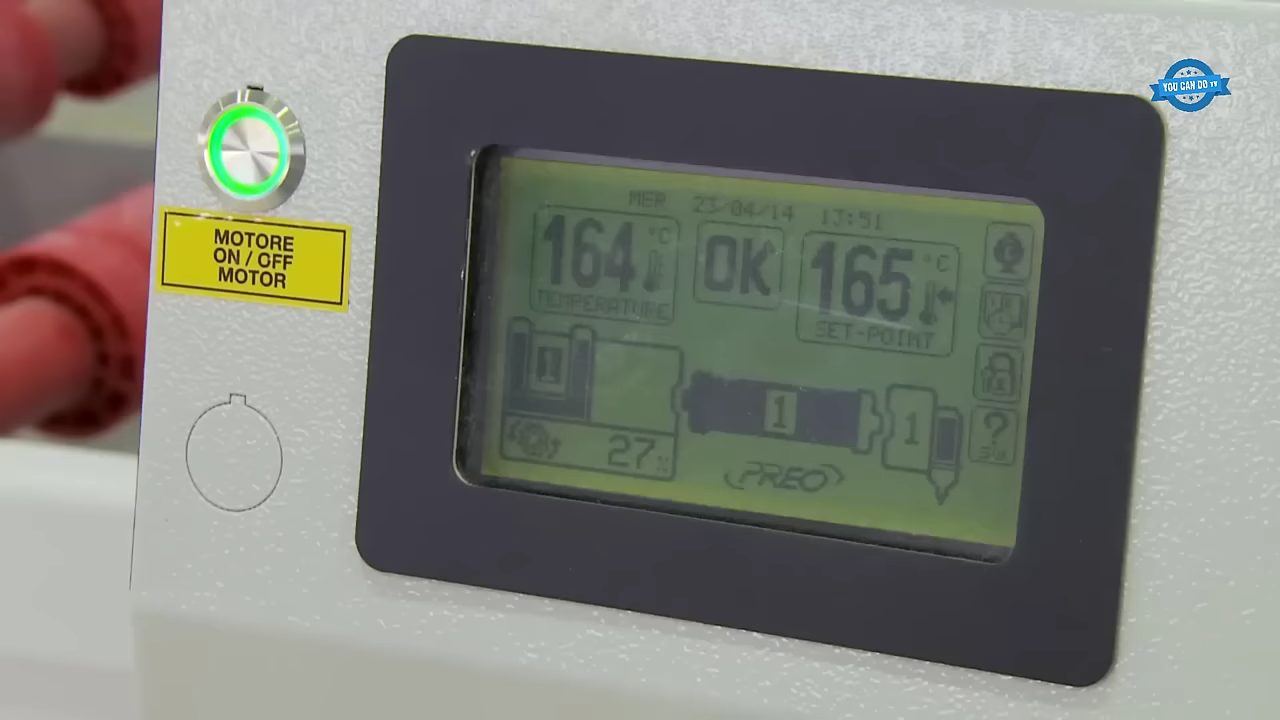 YOU CAN DO TV
MOTORE
ON / OFF
MOTOR
MER 23/04/14 13:51
164 °C
TEMPERATURE
OK
165 °C
SET-POINT
1
27%
1
1
PREO
?